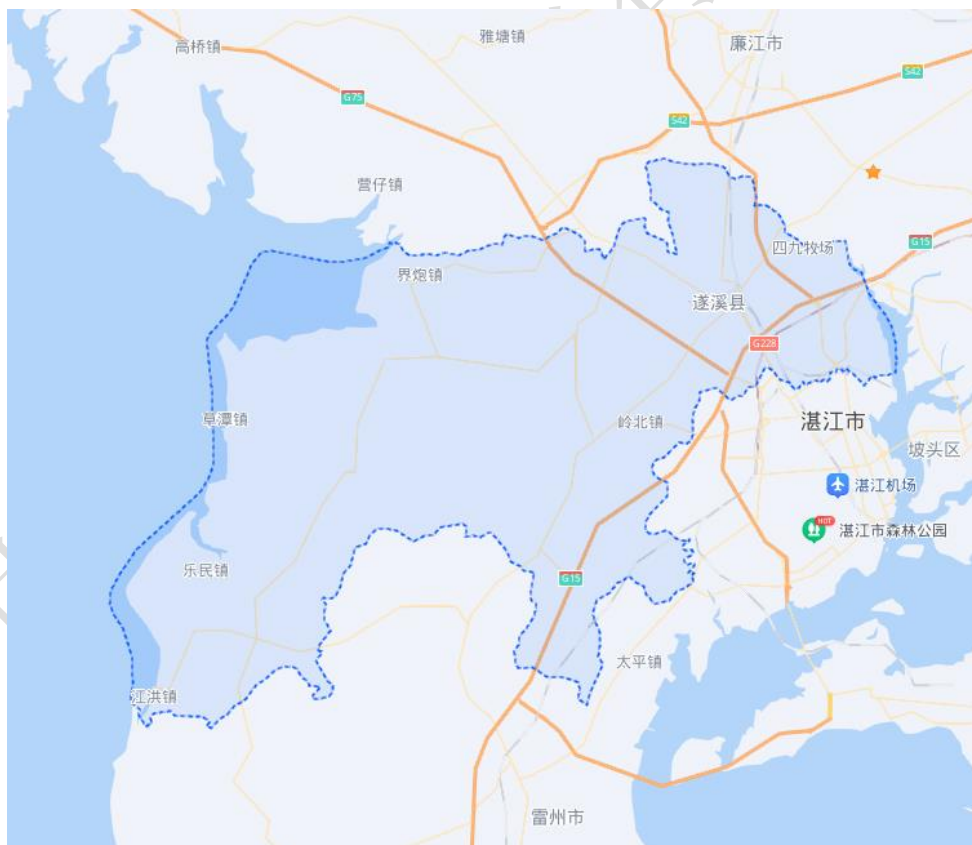 雅塘镇
廉江市
高桥镇
S42
G75
S42
营仔镇
G15
四九牧场
界炮镇
遂溪县
G228
草潭镇
岭北镇
湛江市
坡头区
湛江机场
HOT
湛江市森林公园
乐民镇
G15
太平镇
江洪镇
雷州市